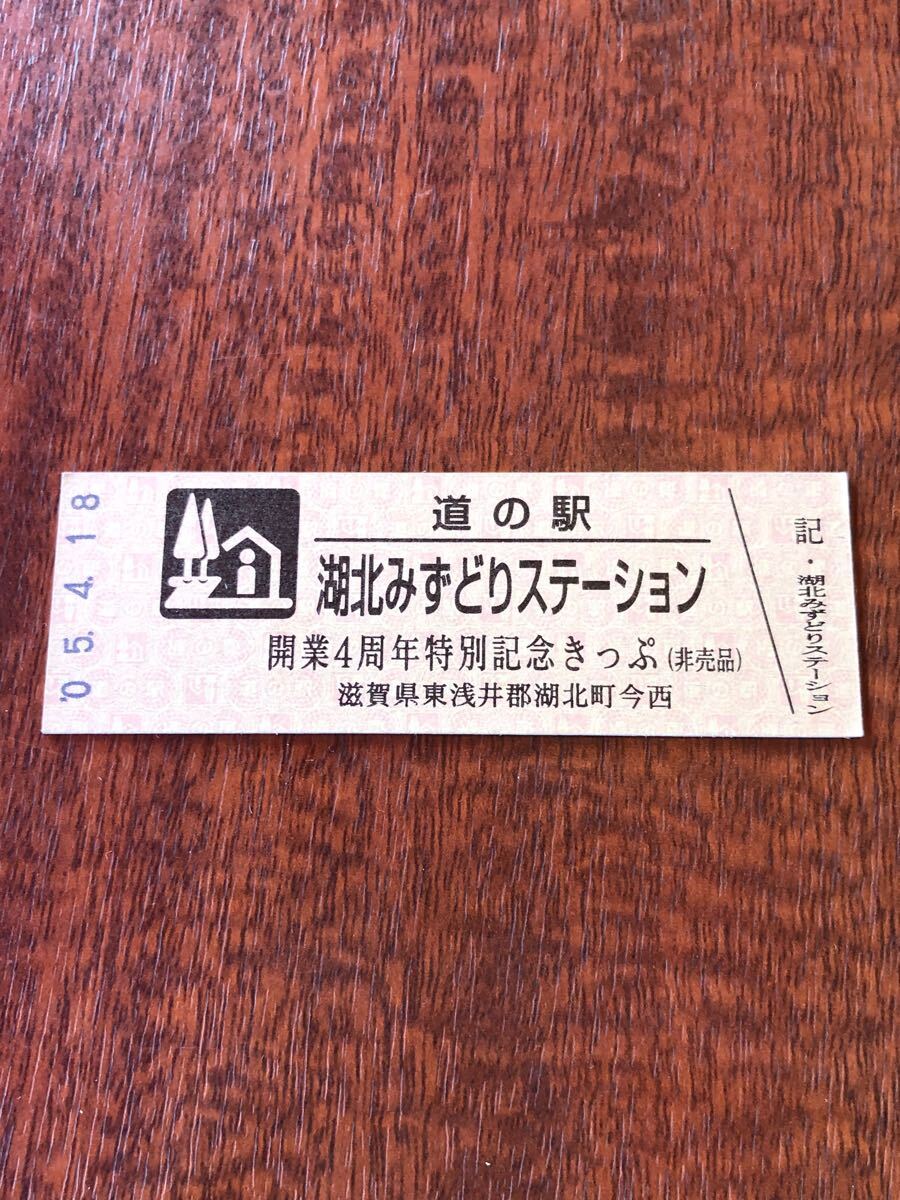 '05.4.18
道の駅
湖北みずどりステーション
開業4周年特別記念きっぷ(非売品)
滋賀県東浅井郡湖北町今西
記・湖北みずどりステーション